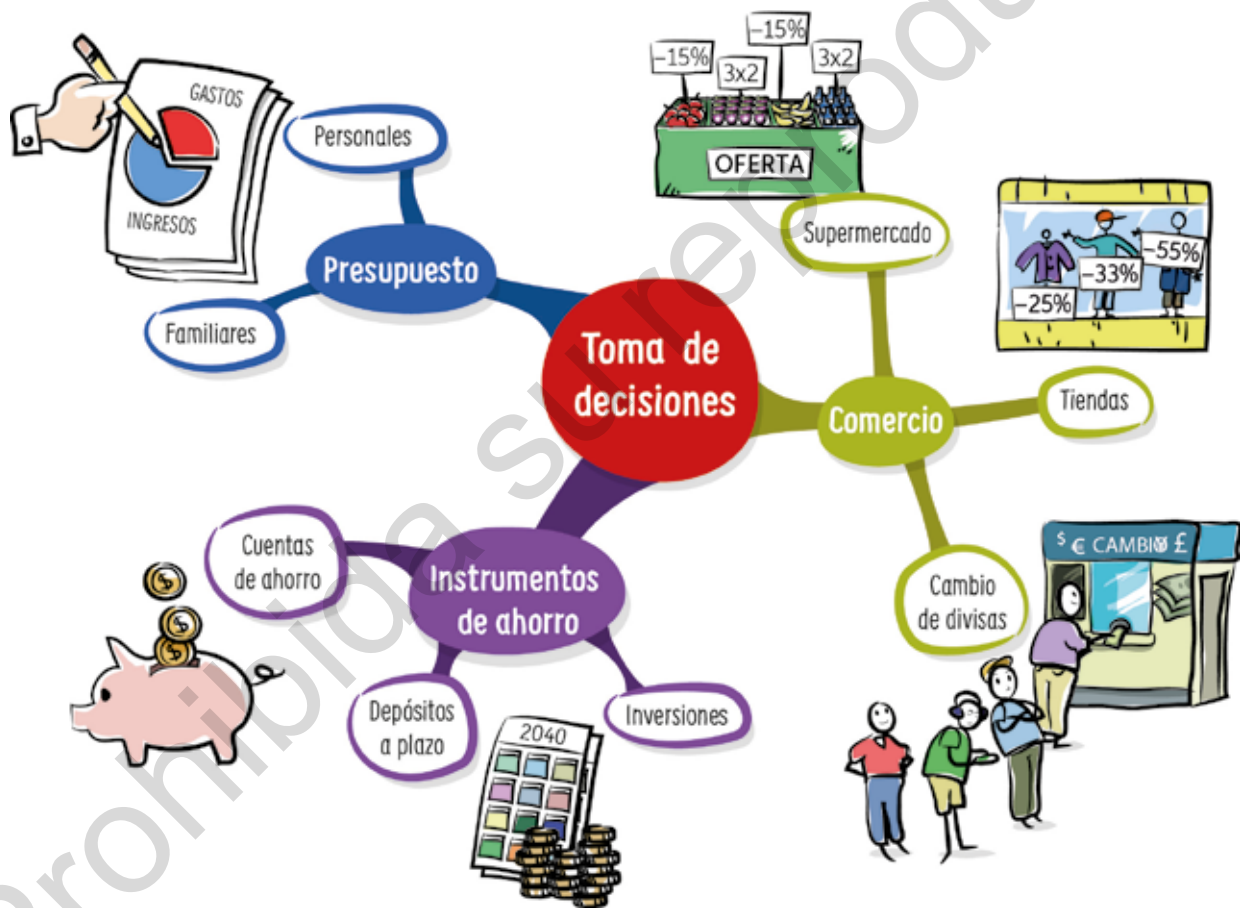 GASTOS
INGRESOS
Personales
Presupuesto
Familiares
-15%
3x2
-15%
3x2
OFERTA
Supermercado
-25%
-33%
-55%
Toma de
decisiones
Comercio
Tiendas
Cambio
de divisas
$ € CAMBIO ¥ £
Instrumentos
de ahorro
Cuentas
de ahorro
Depósitos
a plazo
Inversiones
2040
Prohibida su reprodu